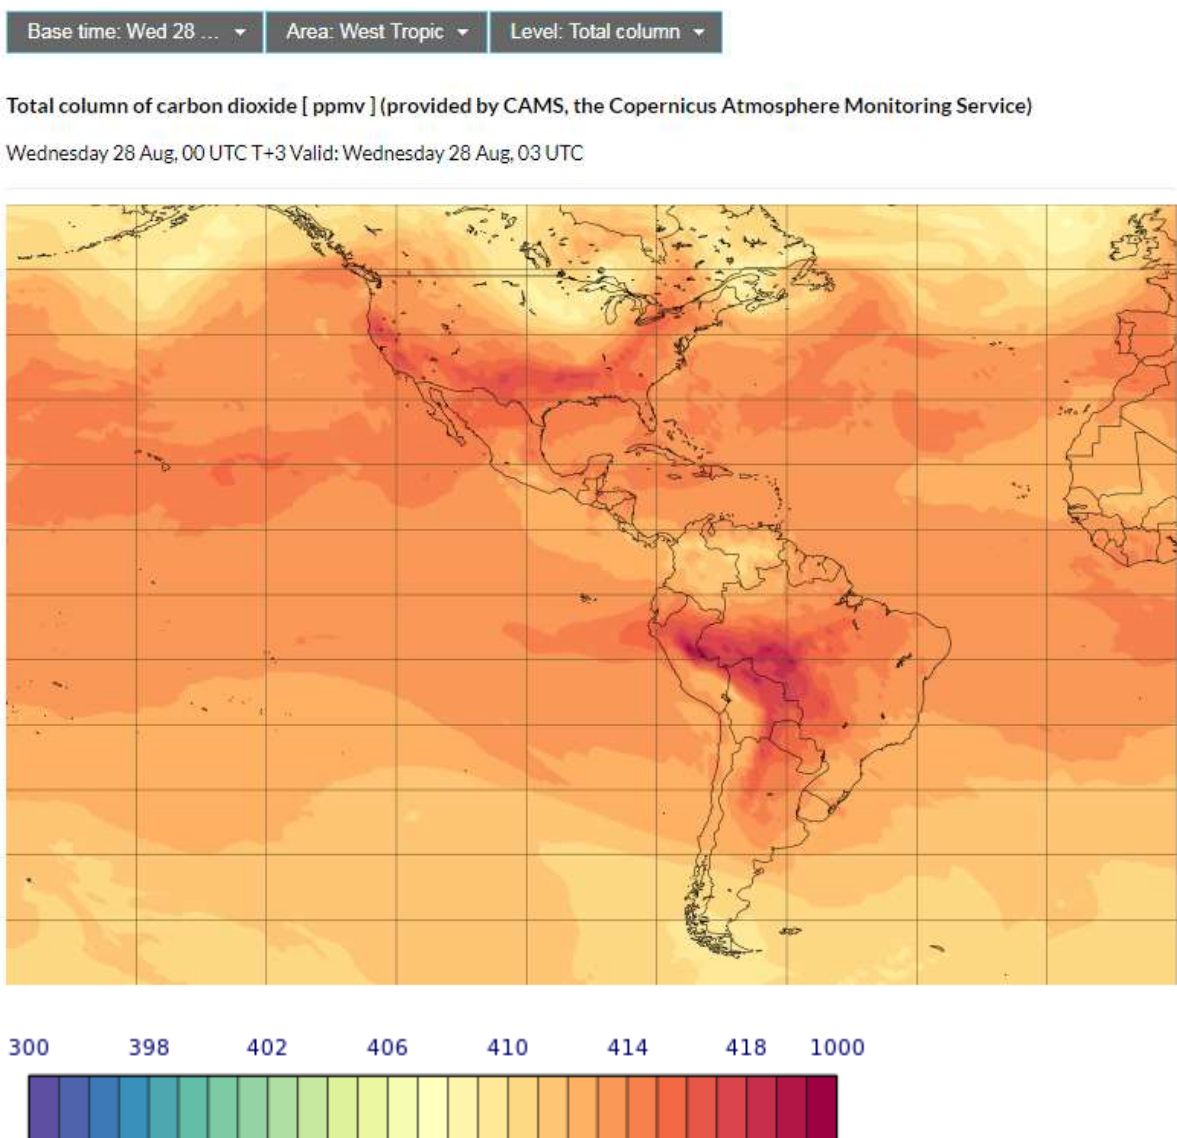 Base time: Wed 28 ... Area: West Tropic Level: Total column
Total column of carbon dioxide [ ppmv ] (provided by CAMS, the Copernicus Atmosphere Monitoring Service)
Wednesday 28 Aug, 00 UTC T+3 Valid: Wednesday 28 Aug, 03 UTC
300 398 402 406 410 414 418 1000